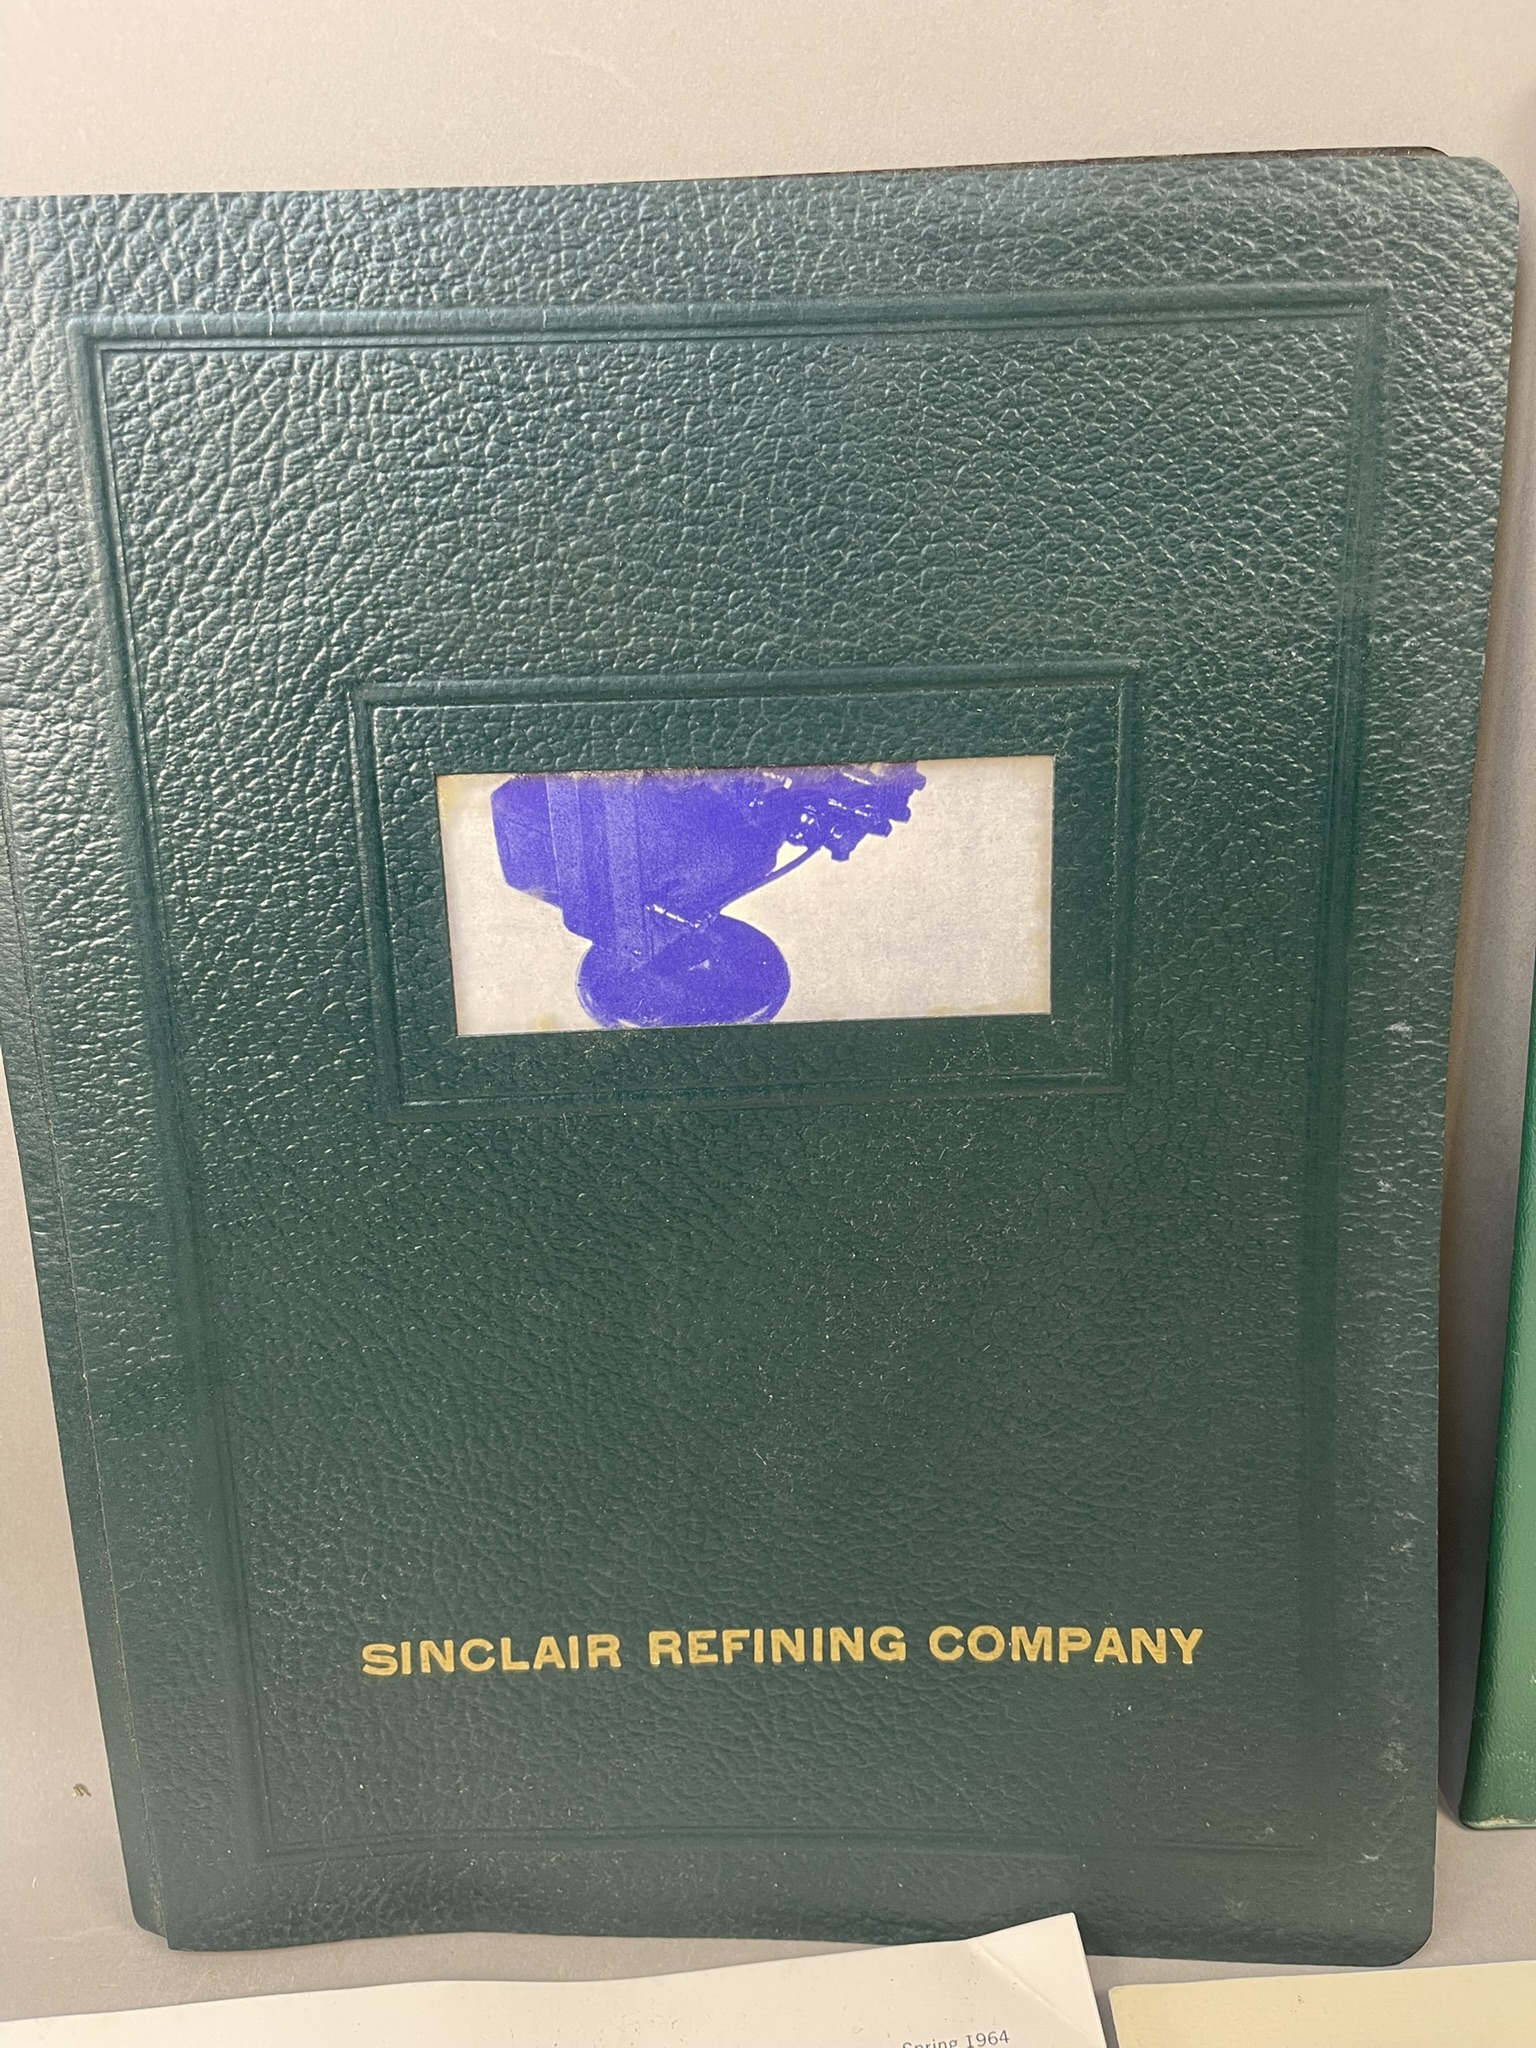 SINCLAIR REFINING COMPANY
Spring 1964